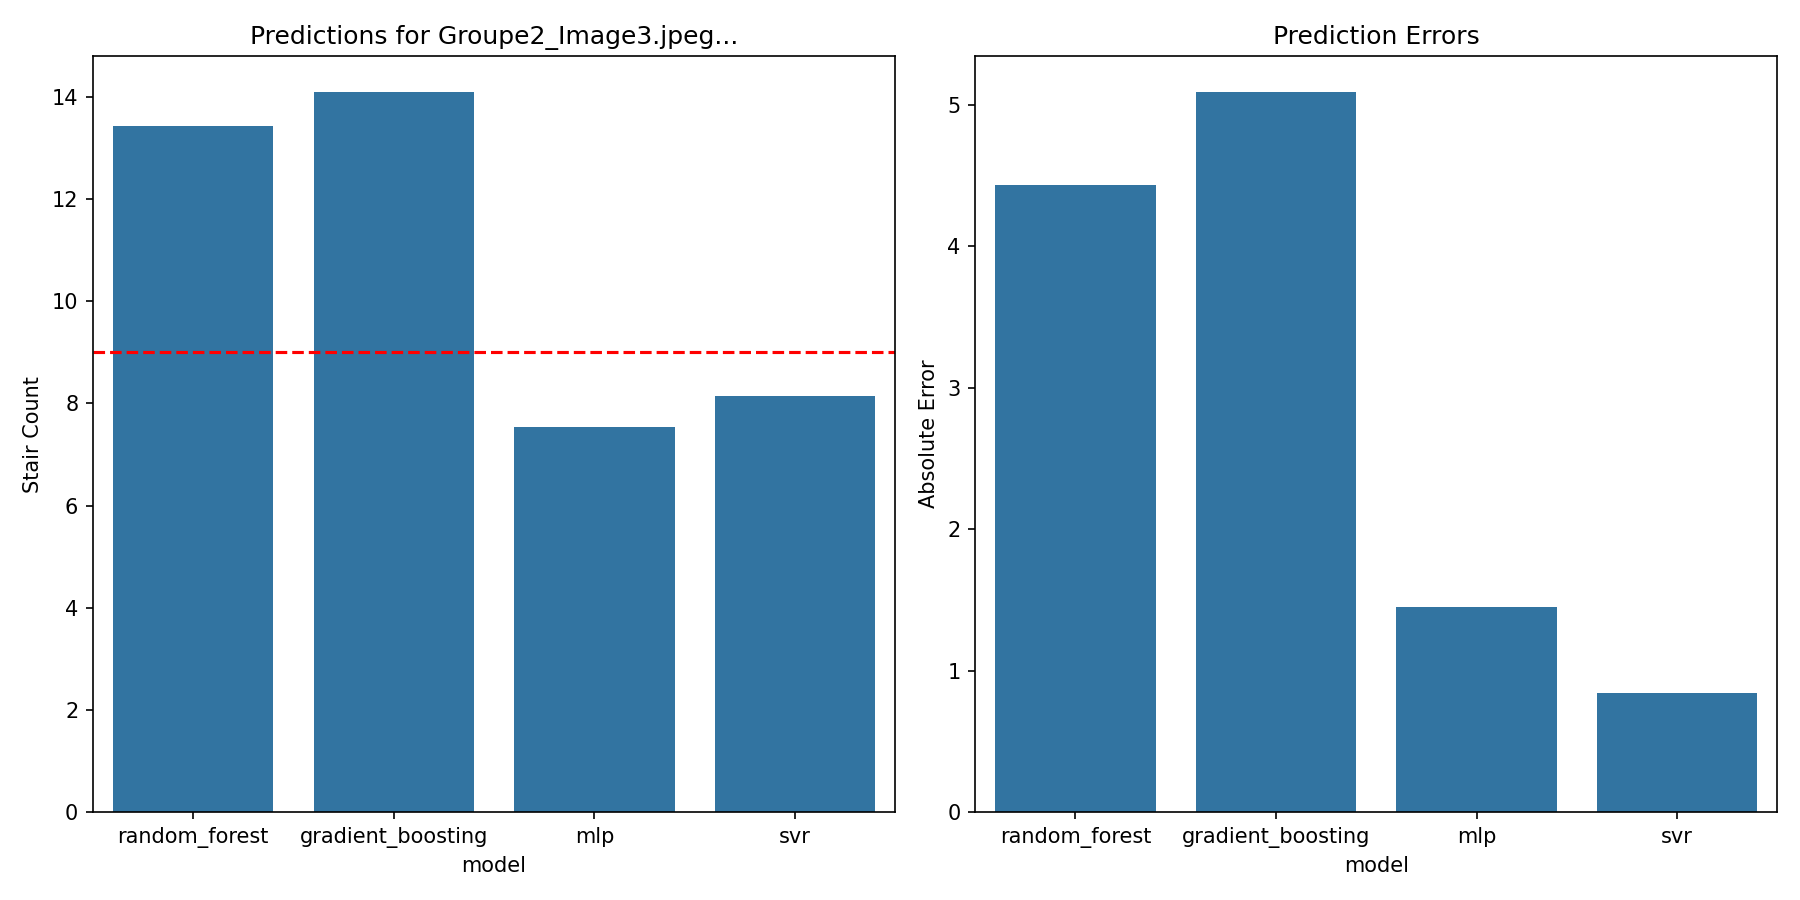 Predictions for Groupe2_Image3.jpeg...
Stair Count
14
12
10
8
6
4
2
0
random_forest gradient_boosting mlp svr
model
Prediction Errors
Absolute Error
5
4
3
2
1
0
random_forest gradient_boosting mlp svr
model